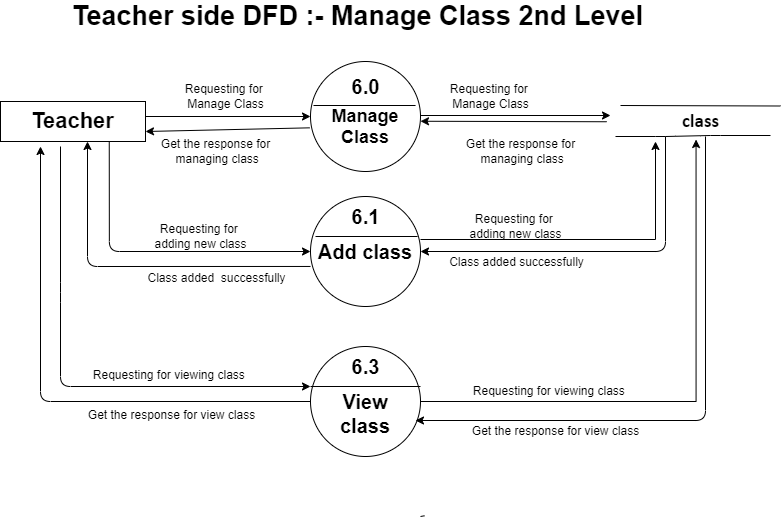 Teacher side DFD :- Manage Class 2nd Level
Requesting for
Manage Class
6.0
Manage
Class
Requesting for
Manage Class
Teacher
class
Get the response for
managing class
Get the response for
managing class
Requesting for
adding new class
6.1
Add class
Requesting for
adding new class
Class added  successfully
Class added successfully
Requesting for viewing class
6.3
View
class
Requesting for viewing class
Get the response for view class
Get the response for view class